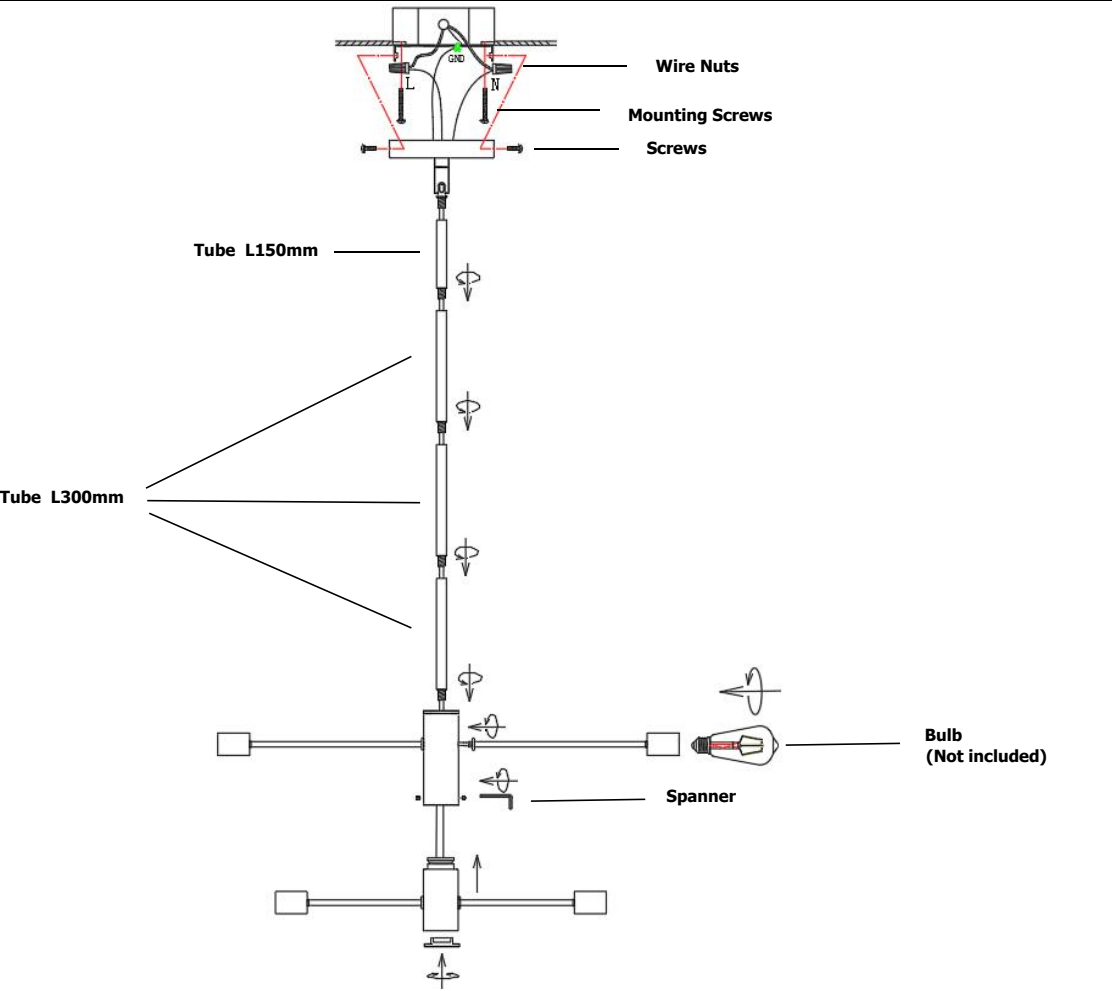 GND
Wire Nuts
L
N
Mounting Screws
Screws
Tube L150mm
Tube L300mm
Bulb
(Not included)
Spanner